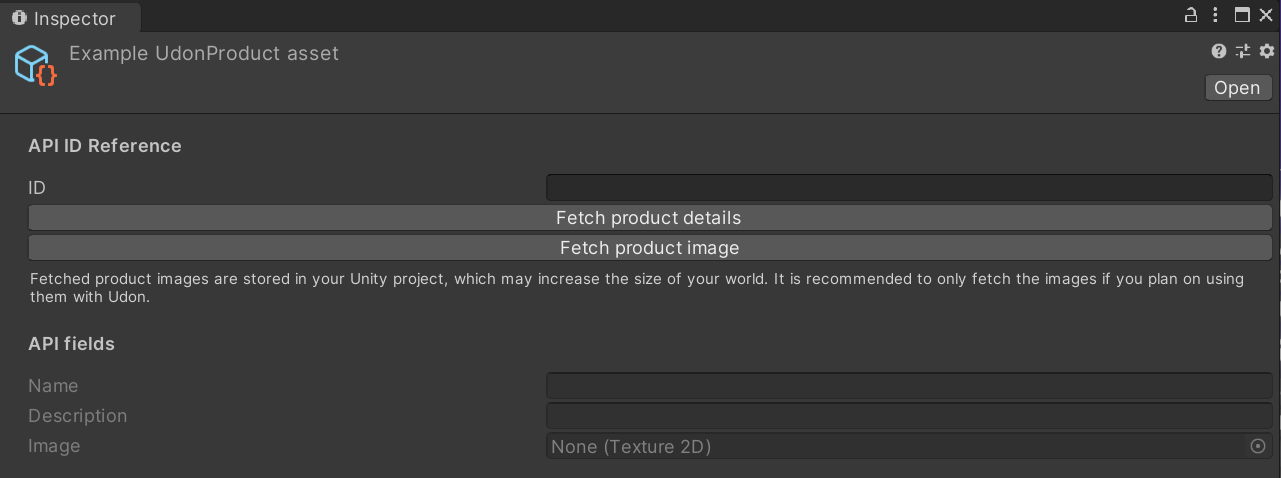 Inspector
Example UdonProduct asset
Open
API ID Reference
ID
Fetch product details
Fetch product image
Fetched product images are stored in your Unity project, which may increase the size of your world. It is recommended to only fetch the images if you plan on using
them with Udon.
API fields
Name
Description
Image
None (Texture 2D)